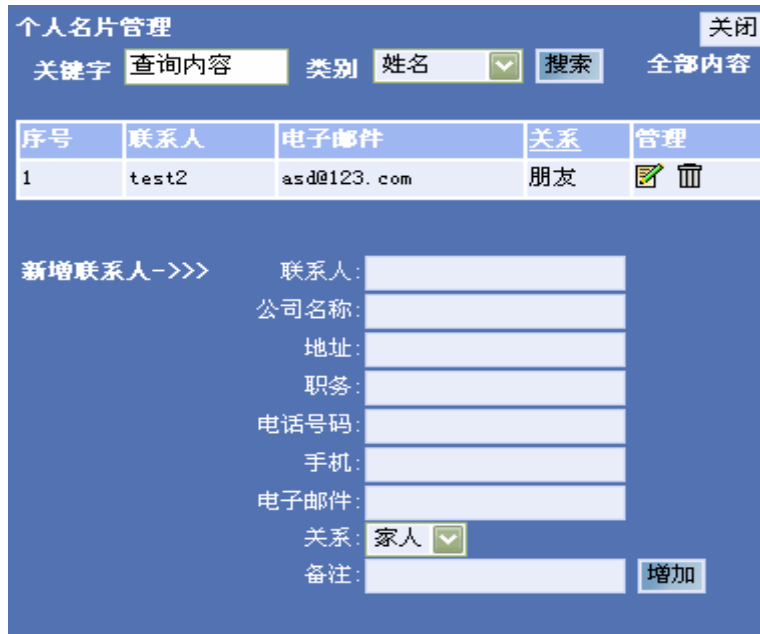 个人名片管理 关闭
关键字 查询内容 类别 姓名 搜索 全部内容
序号 联系人 电子邮件 关系 管理
1 test2 asd@123.com 朋友
新增联系人->>> 联系人:
公司名称:
地址:
职务:
电话号码:
手机:
电子邮件:
关系: 家人
备注: 增加